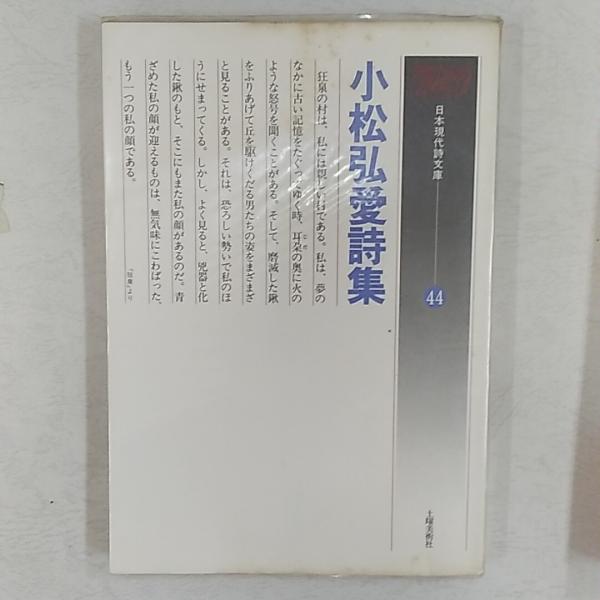 日本現代詩文庫
44
小松弘愛詩集
狂泉の村は、私には親しい村である。私は、夢の
なかに古い記憶をたぐってゆく時、耳朶の奥に火の
ような怒号を聞くことがある。そして、磨滅した鍬
をふりあげて丘を駆けくだる男たちの姿をまざまざ
と見ることがある。それは、恐ろしい勢いで私のほ
うにせまってくる。しかし、よく見ると、兇器と化
した鍬のもと、そこにもまた私の顔があるのだ。青
ざめた私の顔が迎えるものは、無気味にこわばった、
もう一つの私の顔である。
より
土曜美術社